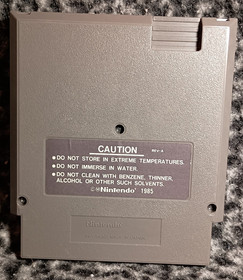 CAUTION
REV-A
• DO NOT STORE IN EXTREME TEMPERATURES.
• DO NOT IMMERSE IN WATER.
• DO NOT CLEAN WITH BENZENE, THINNER,
ALCOHOL OR OTHER SUCH SOLVENTS.
©®Nintendo® 1985